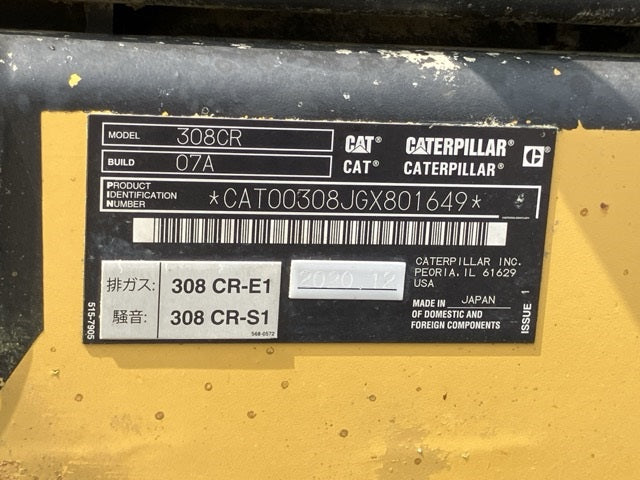 MODEL 308CR
BUILD 07A
CAT® CATERPILLAR®
CAT® CATERPILLAR®
PRODUCT
IDENTIFICATION
NUMBER
*CAT00308JGX801649*
排ガス: 308 CR-E1
騒音: 308 CR-S1
568-0572
2020.12
CATERPILLAR INC.
PEORIA, IL 61629
USA
MADE IN JAPAN
OF DOMESTIC AND
FOREIGN COMPONENTS
ISSUE 1
515-7905